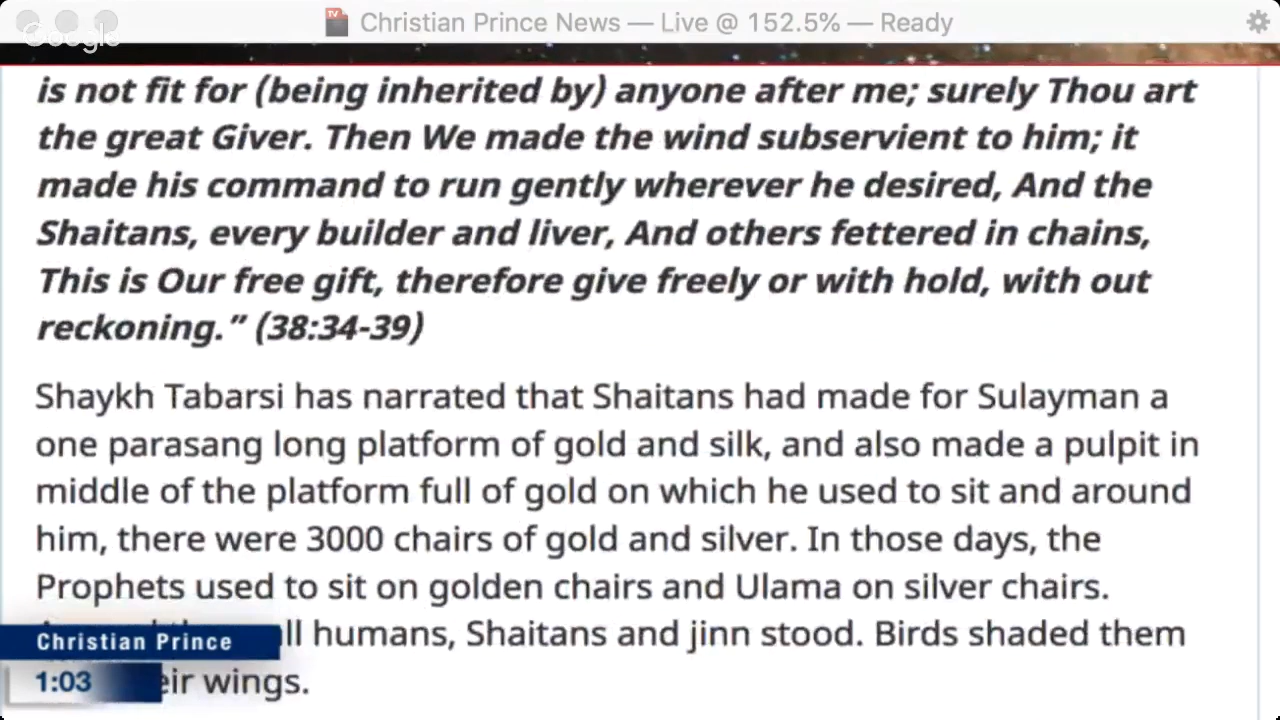 Christian Prince News — Live @ 152.5% — Ready
Google
is not fit for (being inherited by) anyone after me; surely Thou art
the great Giver. Then We made the wind subservient to him; it
made his command to run gently wherever he desired, And the
Shaitans, every builder and liver, And others fettered in chains,
This is Our free gift, therefore give freely or with hold, with out
reckoning.” (38:34-39)
Shaykh Tabarsi has narrated that Shaitans had made for Sulayman a
one parasang long platform of gold and silk, and also made a pulpit in
middle of the platform full of gold on which he used to sit and around
him, there were 3000 chairs of gold and silver. In those days, the
Prophets used to sit on golden chairs and Ulama on silver chairs.
humans, Shaitans and jinn stood. Birds shaded them
wings.
Christian Prince
1:03